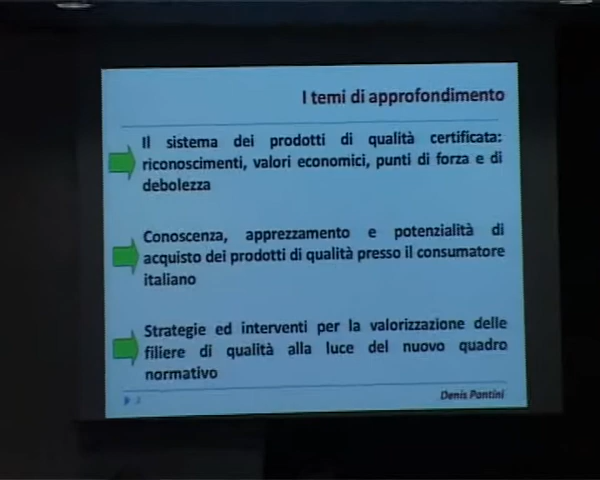 I temi di approfondimento
Il sistema dei prodotti di qualità certificata:
riconoscimenti, valori economici, punti di forza e di
debolezza
Conoscenza, apprezzamento e potenzialità di
acquisto dei prodotti di qualità presso il consumatore
italiano
Strategie ed interventi per la valorizzazione delle
filiere di qualità alla luce del nuovo quadro
normativo
Denis Pantini